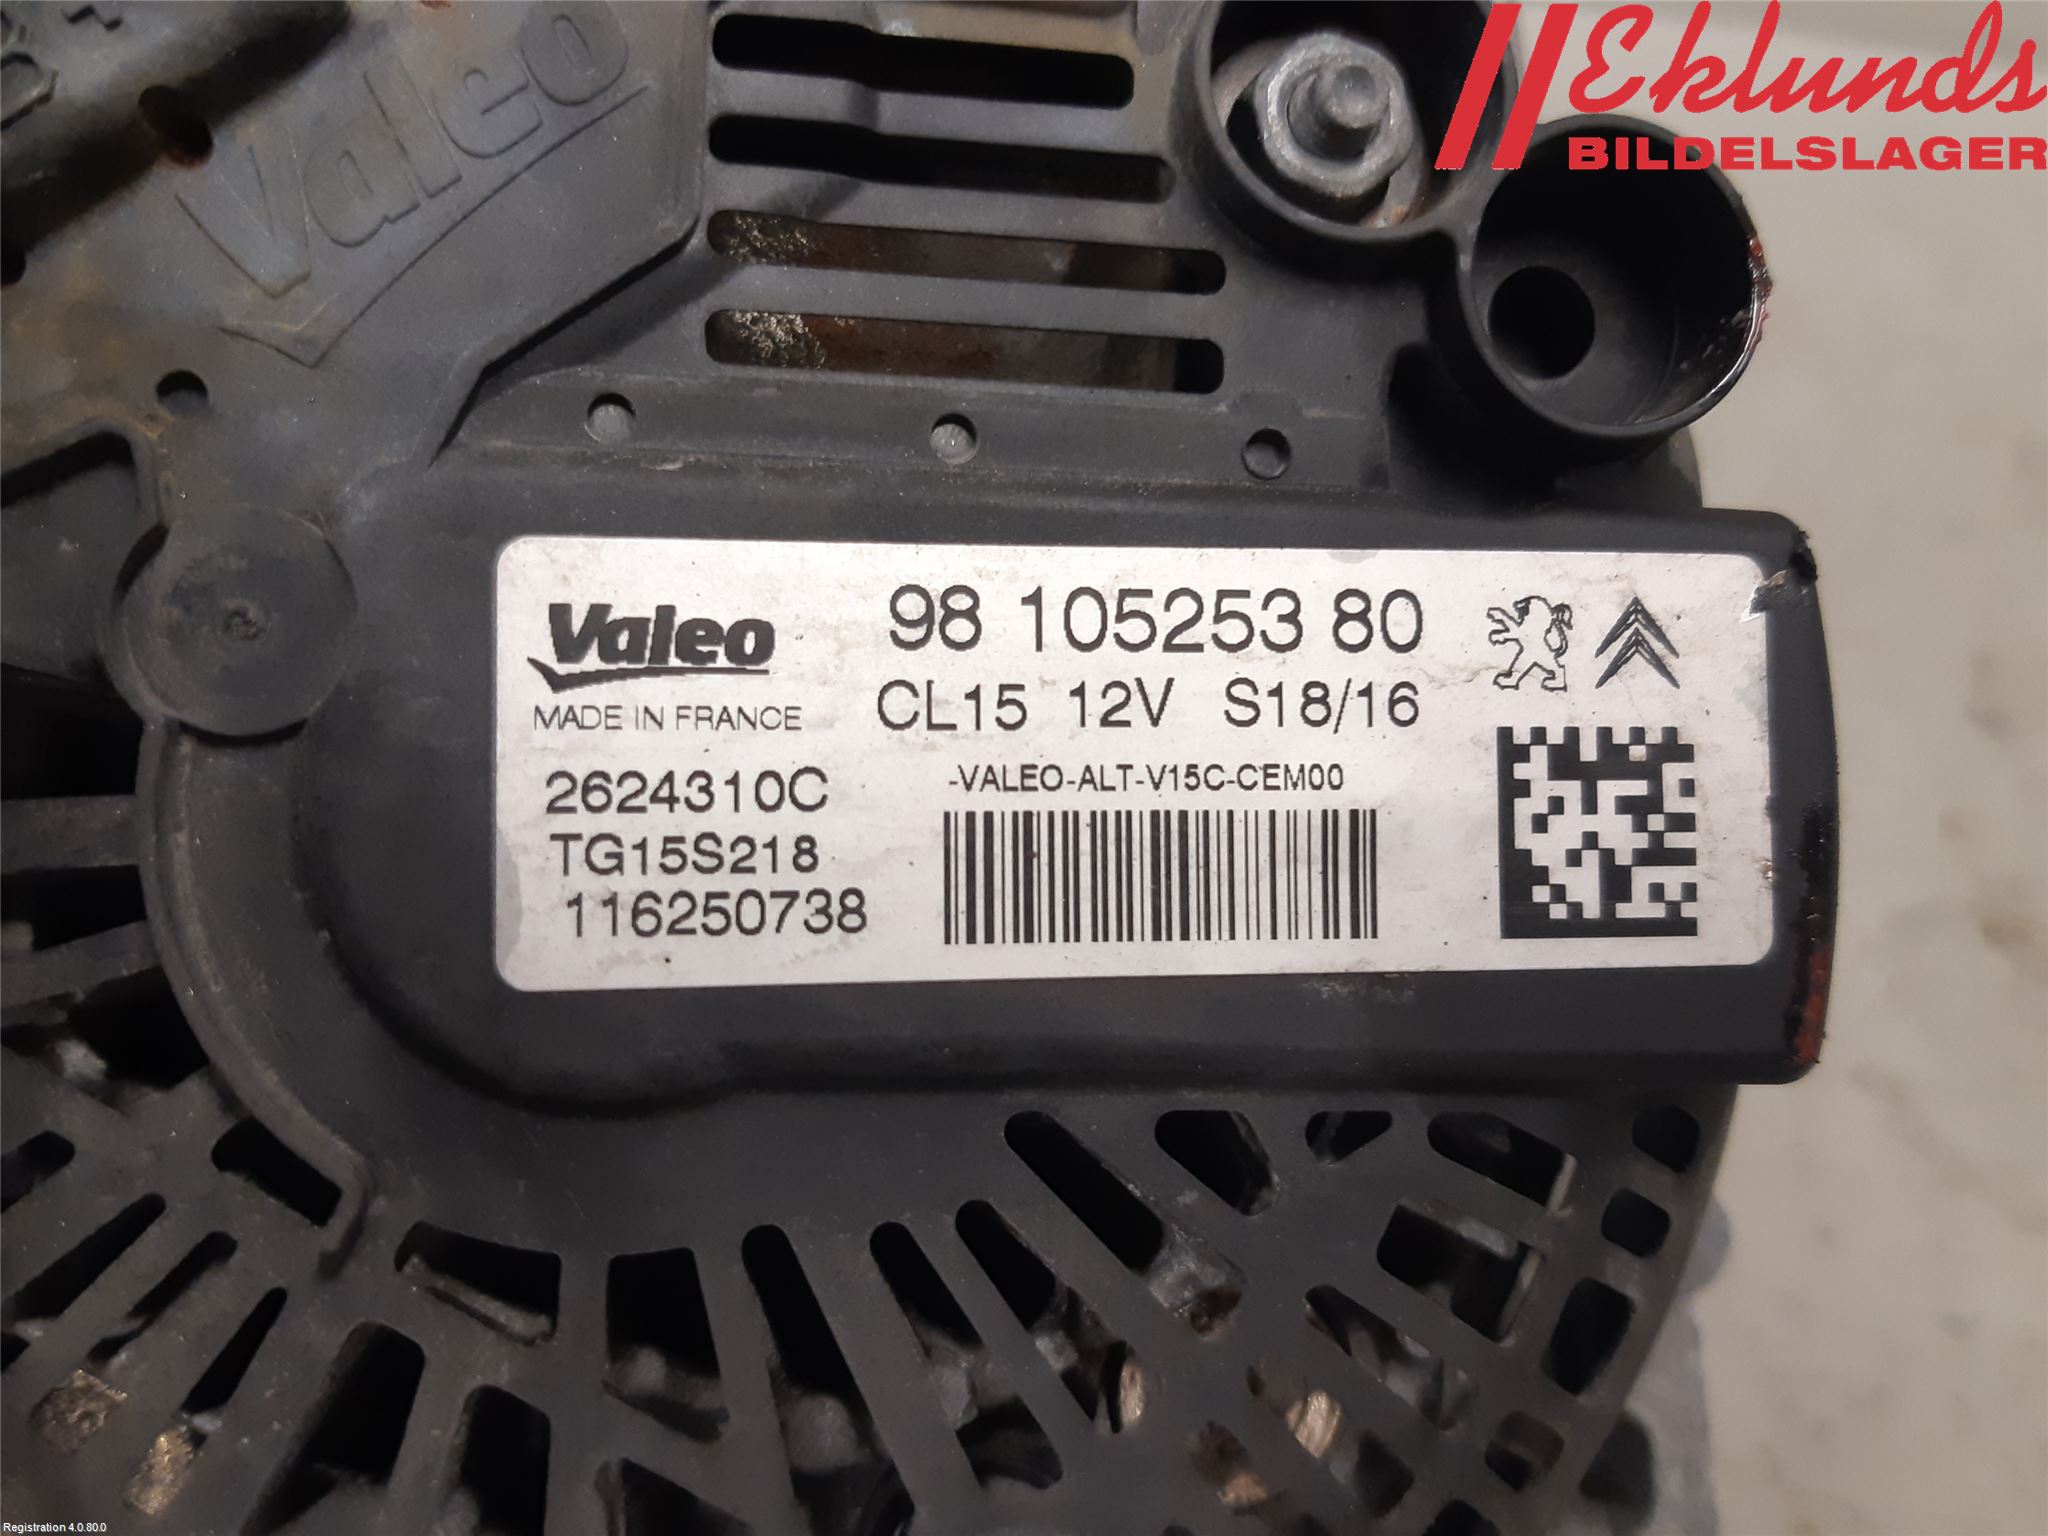 Valeo
Eklunds
BILDELSLAGER
Valeo
MADE IN FRANCE
98 105253 80
CL15 12V S18/16
2624310C
TG15S218
116250738
-VALEO-ALT-V15C-CEM00
Registration 4.0.80.0